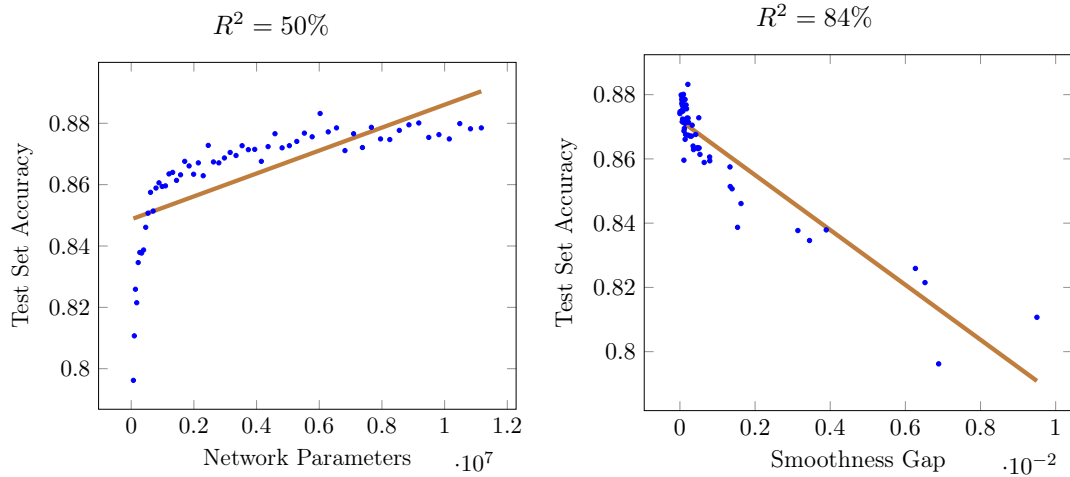 R² = 50%
0.88
0.86
0.84
0.82
0.8
Test Set Accuracy
0 0.2 0.4 0.6 0.8 1 1.2
Network Parameters ·10⁷
R² = 84%
0.88
0.86
0.84
0.82
0.8
Test Set Accuracy
0 0.2 0.4 0.6 0.8 1
Smoothness Gap ·10⁻²